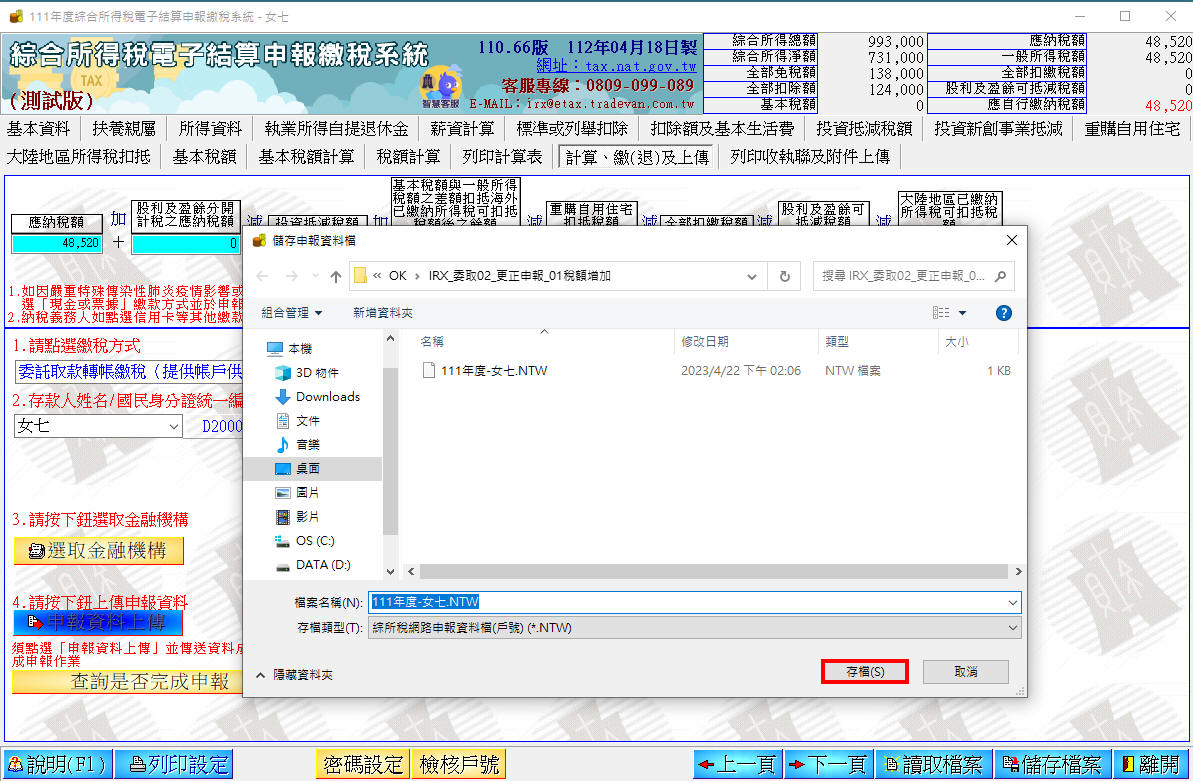 111年度綜合所得稅電子結算申報繳稅系統 - 女七
綜合所得稅電子結算申報繳稅系統
TAX
(測試版)
110.66版 112年04月18日製
網址：tax.nat.gov.tw
客服專線：0809-099-089
E-MAIL：irx@etax.tradevan.com.tw
智慧客服
綜合所得總額 993,000
綜合所得淨額 731,000
全部免稅額 138,000
全部扣除額 124,000
基本稅額 0
應納稅額 48,520
一般所得稅額 48,520
全部扣繳稅額 0
股利及盈餘可抵減稅額 0
應自行繳納稅額 48,520
基本資料 扶養親屬 所得資料 執業所得自提退休金 薪資計算 標準或列舉扣除 扣除額及基本生活費 投資抵減稅額 投資新創事業抵減 重購自用住宅
大陸地區所得稅扣抵 基本稅額 基本稅額計算 稅額計算 列印計算表 計算、繳(退)及上傳 列印收執聯及附件上傳
應納稅額
48,520
加
+
股利及盈餘分開
計稅之應納稅額
0
減
投資抵減稅額
加
基本稅額與一般所得
稅額之差額扣抵海外
已繳納所得稅可扣抵
稅額後之餘額
減
重購自用住宅
扣抵稅額
減
全部扣繳稅額
減
股利及盈餘可
抵減稅額
減
大陸地區已繳納
所得稅可扣抵稅
額
1.如因嚴重特殊傳染性肺炎疫情影響或
選「現金或票據」繳款方式並於申報
2.納稅義務人如點選信用卡等其他繳款
1.請點選繳稅方式
委託取款轉帳繳稅（提供帳戶供
2.存款人姓名/國民身分證統一編
女七 D2000
3.請按下鈕選取金融機構
選取金融機構
4.請按下鈕上傳申報資料
申報資料上傳
須點選「申報資料上傳」並傳送資料成
成申報作業
查詢是否完成申報
儲存申報資料檔
« OK › IRX_委取02_更正申報_01稅額增加
搜尋 IRX_委取02_更正申報_0...
組合管理 新增資料夾
?
本機
3D 物件
Downloads
文件
音樂
桌面
圖片
影片
OS (C:)
DATA (D:)
名稱 修改日期 類型 大小
111年度-女七.NTW 2023/4/22 下午 02:06 NTW 檔案 1 KB
檔案名稱(N): 111年度-女七.NTW
存檔類型(T): 綜所稅網路申報資料檔(戶號) (*.NTW)
隱藏資料夾
存檔(S)
取消
說明(F1) 列印設定 密碼設定 檢核戶號 上一頁 下一頁 讀取檔案 儲存檔案 離開